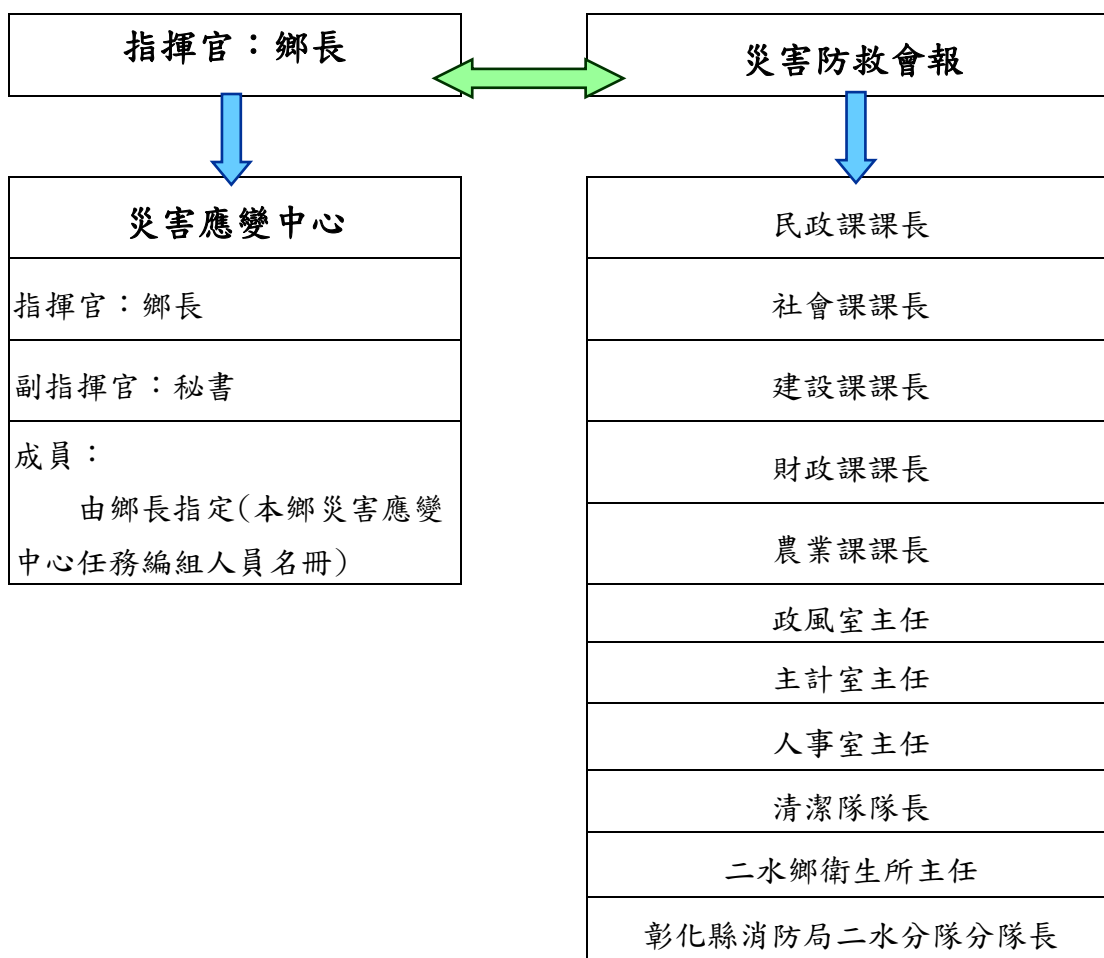 指揮官：鄉長
災害防救會報
災害應變中心
指揮官：鄉長
副指揮官：秘書
成員：
由鄉長指定(本鄉災害應變
中心任務編組人員名冊)
民政課課長
社會課課長
建設課課長
財政課課長
農業課課長
政風室主任
主計室主任
人事室主任
清潔隊隊長
二水鄉衛生所主任
彰化縣消防局二水分隊分隊長